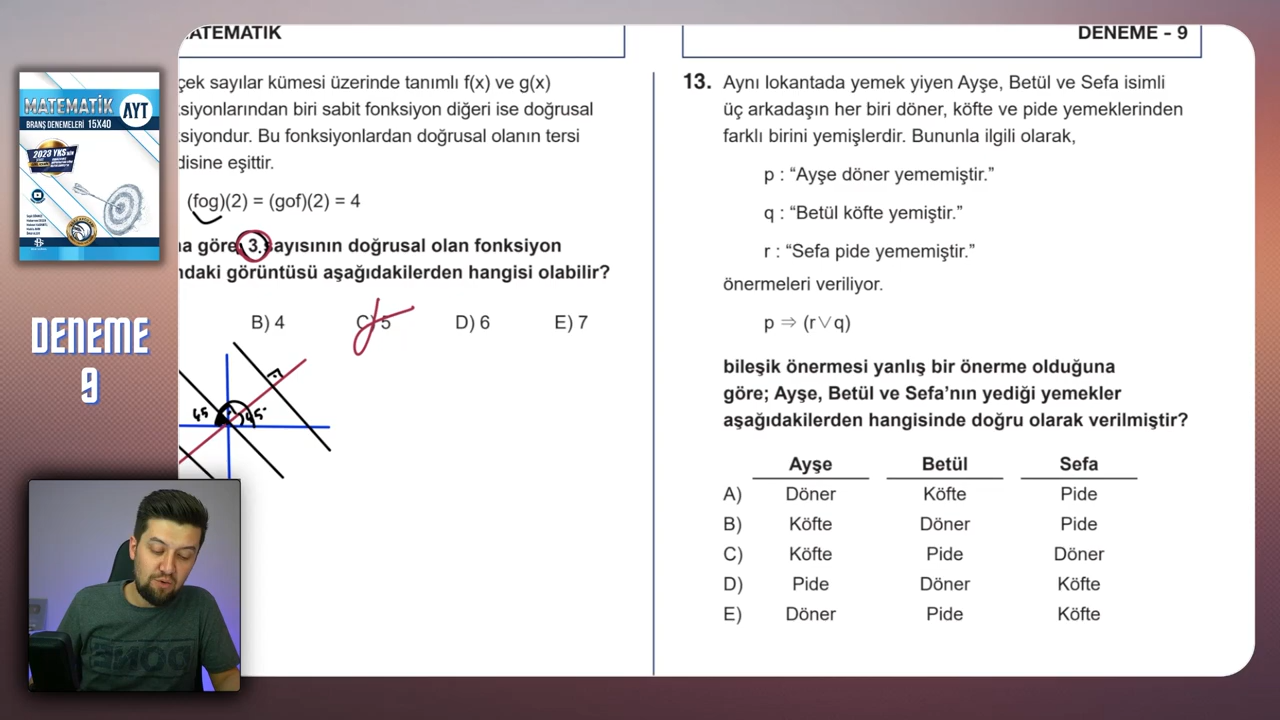 MATEMATİK
AYT
BRANŞ DENEMELERİ 15X40
DENEME
9
ATEMATİK
çek sayılar kümesi üzerinde tanımlı f(x) ve g(x)
siyonlarından biri sabit fonksiyon diğeri ise doğrusal
siyondur. Bu fonksiyonlardan doğrusal olanın tersi
disine eşittir.
(fog)(2) = (gof)(2) = 4
na göre, 3 sayısının doğrusal olan fonksiyon
ndaki görüntüsü aşağıdakilerden hangisi olabilir?
B) 4 C) 5 D) 6 E) 7
45 45°
DENEME - 9
13. Aynı lokantada yemek yiyen Ayşe, Betül ve Sefa isimli
üç arkadaşın her biri döner, köfte ve pide yemeklerinden
farklı birini yemişlerdir. Bununla ilgili olarak,
p : “Ayşe döner yememiştir.”
q : “Betül köfte yemiştir.”
r : “Sefa pide yememiştir.”
önermeleri veriliyor.
p ⇒ (r∨q)
bileşik önermesi yanlış bir önerme olduğuna
göre; Ayşe, Betül ve Sefa’nın yediği yemekler
aşağıdakilerden hangisinde doğru olarak verilmiştir?
Ayşe Betül Sefa
A) Döner Köfte Pide
B) Köfte Döner Pide
C) Köfte Pide Döner
D) Pide Döner Köfte
E) Döner Pide Köfte